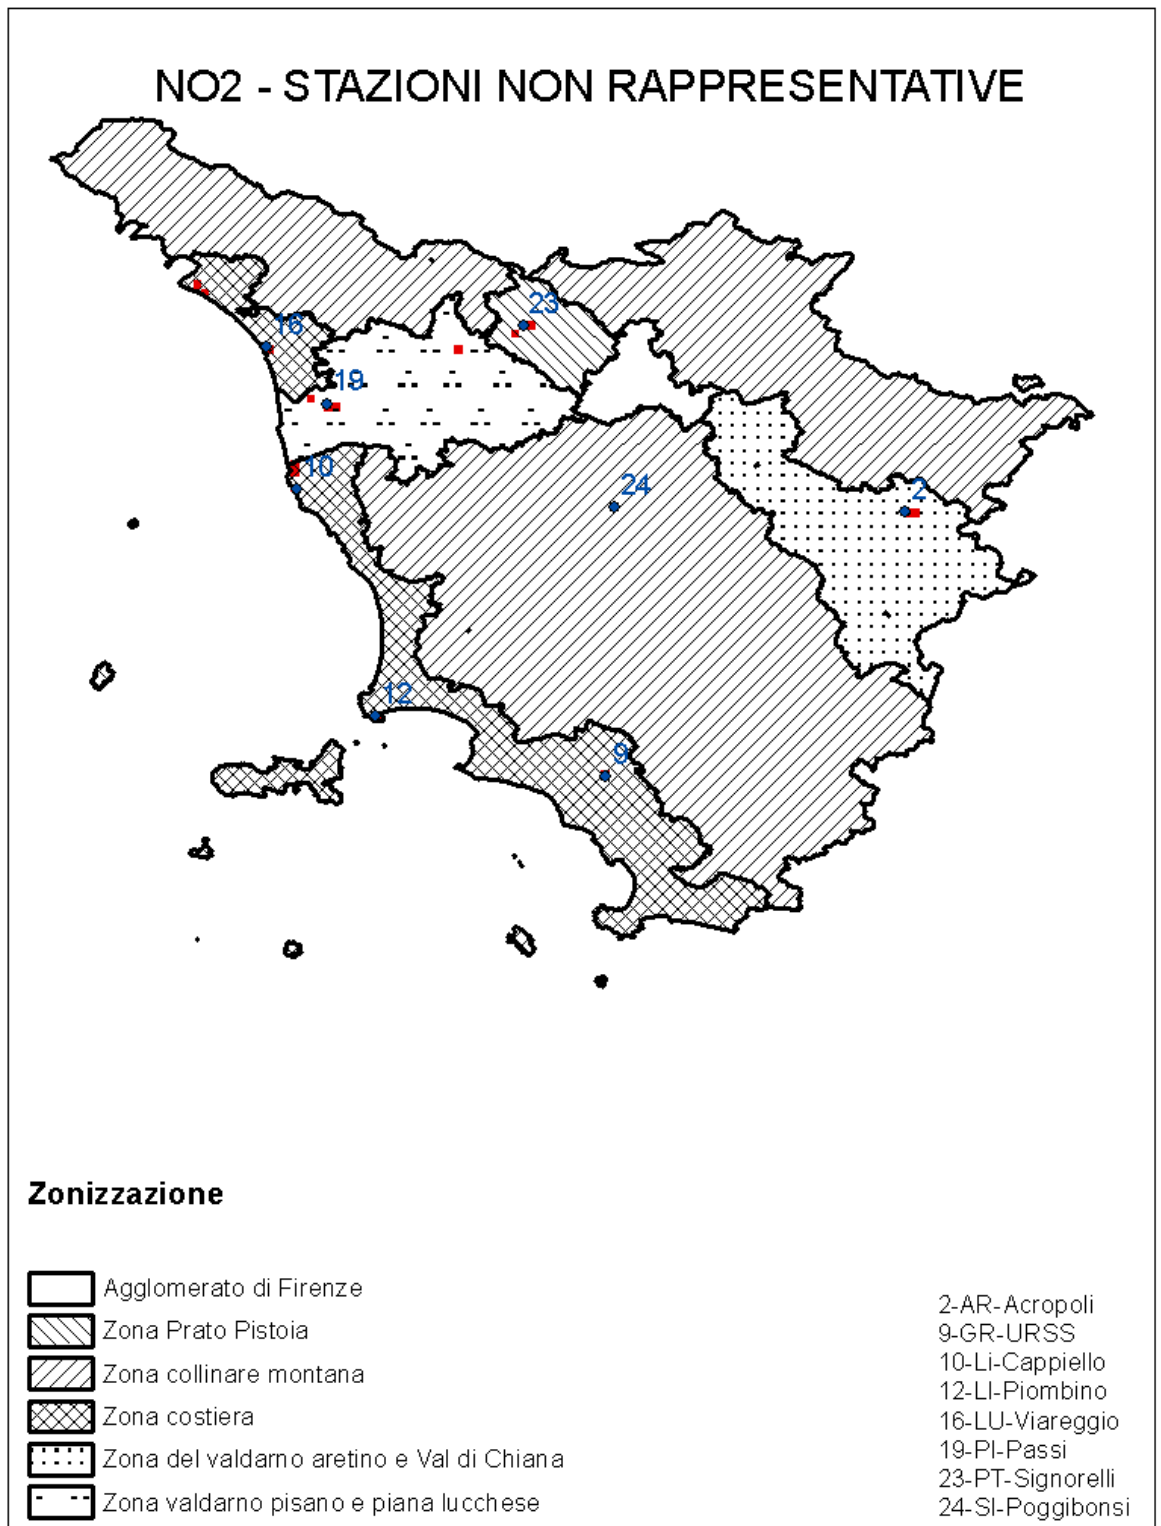 NO2 - STAZIONI NON RAPPRESENTATIVE
23
16
19
10
24
2
12
9
Zonizzazione
Agglomerato di Firenze
Zona Prato Pistoia
Zona collinare montana
Zona costiera
Zona del valdarno aretino e Val di Chiana
Zona valdarno pisano e piana lucchese
2-AR-Acropoli
9-GR-URSS
10-Li-Cappiello
12-LI-Piombino
16-LU-Viareggio
19-PI-Passi
23-PT-Signorelli
24-SI-Poggibonsi